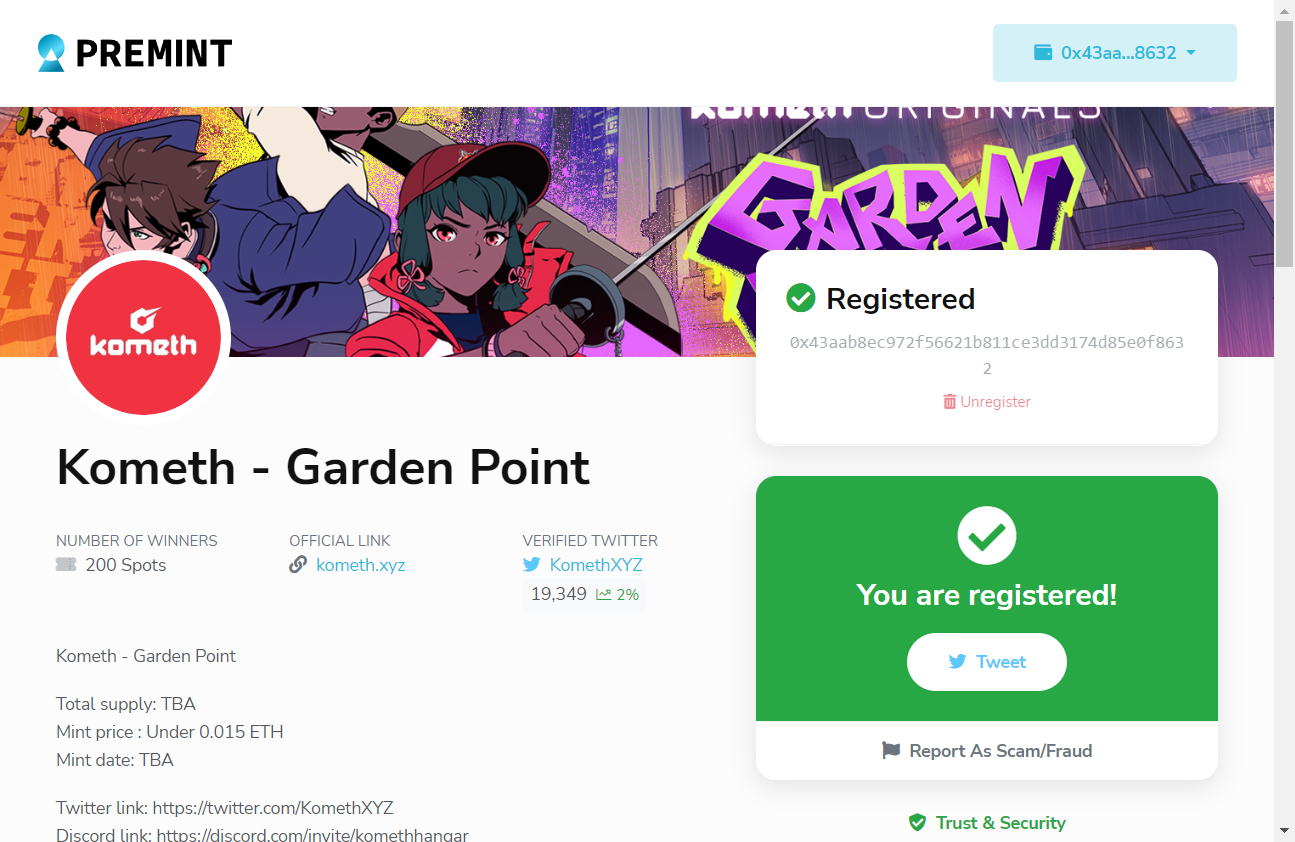 PREMINT
0x43aa...8632
kometh ORIGINALS
GARDEN
kometh
Registered
0x43aab8ec972f56621b811ce3dd3174d85e0f863
2
Unregister
Kometh - Garden Point
NUMBER OF WINNERS
200 Spots
OFFICIAL LINK
kometh.xyz
VERIFIED TWITTER
KomethXYZ
19,349 2%
You are registered!
Tweet
Report As Scam/Fraud
Trust & Security
Kometh - Garden Point
Total supply: TBA
Mint price : Under 0.015 ETH
Mint date: TBA
Twitter link: https://twitter.com/KomethXYZ
Discord link: https://discord.com/invite/komethhangar